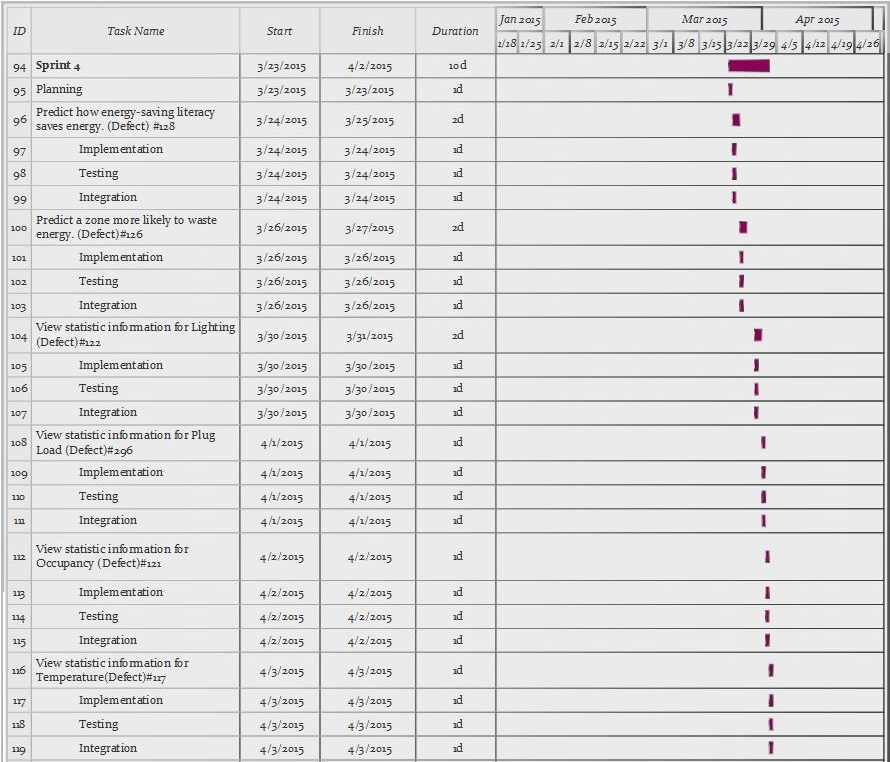 ID Task Name Start Finish Duration Jan 2015 Feb 2015 Mar 2015 Apr 2015
1/18 1/25 2/1 2/8 2/15 2/22 3/1 3/8 3/15 3/22 3/29 4/5 4/12 4/19 4/26
94 Sprint 4 3/23/2015 4/2/2015 10d
95 Planning 3/23/2015 3/23/2015 1d
96 Predict how energy-saving literacy
saves energy. (Defect) #128 3/24/2015 3/25/2015 2d
97 Implementation 3/24/2015 3/24/2015 1d
98 Testing 3/24/2015 3/24/2015 1d
99 Integration 3/24/2015 3/24/2015 1d
100 Predict a zone more likely to waste
energy. (Defect)#126 3/26/2015 3/27/2015 2d
101 Implementation 3/26/2015 3/26/2015 1d
102 Testing 3/26/2015 3/26/2015 1d
103 Integration 3/26/2015 3/26/2015 1d
104 View statistic information for Lighting
(Defect)#122 3/30/2015 3/31/2015 2d
105 Implementation 3/30/2015 3/30/2015 1d
106 Testing 3/30/2015 3/30/2015 1d
107 Integration 3/30/2015 3/30/2015 1d
108 View statistic information for Plug
Load (Defect)#296 4/1/2015 4/1/2015 1d
109 Implementation 4/1/2015 4/1/2015 1d
110 Testing 4/1/2015 4/1/2015 1d
111 Integration 4/1/2015 4/1/2015 1d
112 View statistic information for
Occupancy (Defect)#121 4/2/2015 4/2/2015 1d
113 Implementation 4/2/2015 4/2/2015 1d
114 Testing 4/2/2015 4/2/2015 1d
115 Integration 4/2/2015 4/2/2015 1d
116 View statistic information for
Temperature(Defect)#117 4/3/2015 4/3/2015 1d
117 Implementation 4/3/2015 4/3/2015 1d
118 Testing 4/3/2015 4/3/2015 1d
119 Integration 4/3/2015 4/3/2015 1d